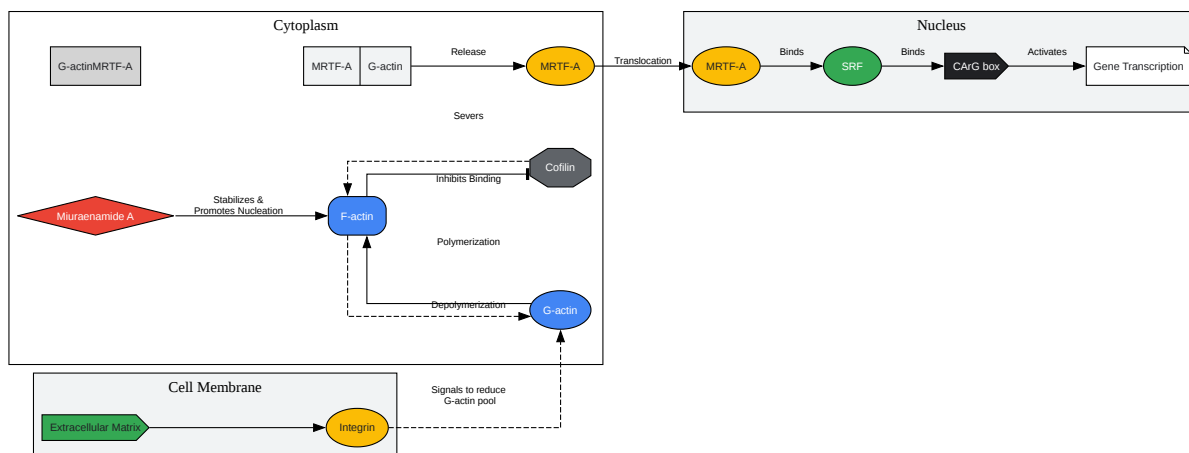 Cytoplasm
Nucleus
G-actinMRTF-A
MRTF-A
G-actin
Release
MRTF-A
Translocation
MRTF-A
Binds
SRF
Binds
CArG box
Activates
Gene Transcription
Severs
Cofilin
Inhibits Binding
Miuraenamide A
Stabilizes &
Promotes Nucleation
F-actin
Polymerization
Depolymerization
G-actin
Cell Membrane
Signals to reduce
G-actin pool
Extracellular Matrix
Integrin